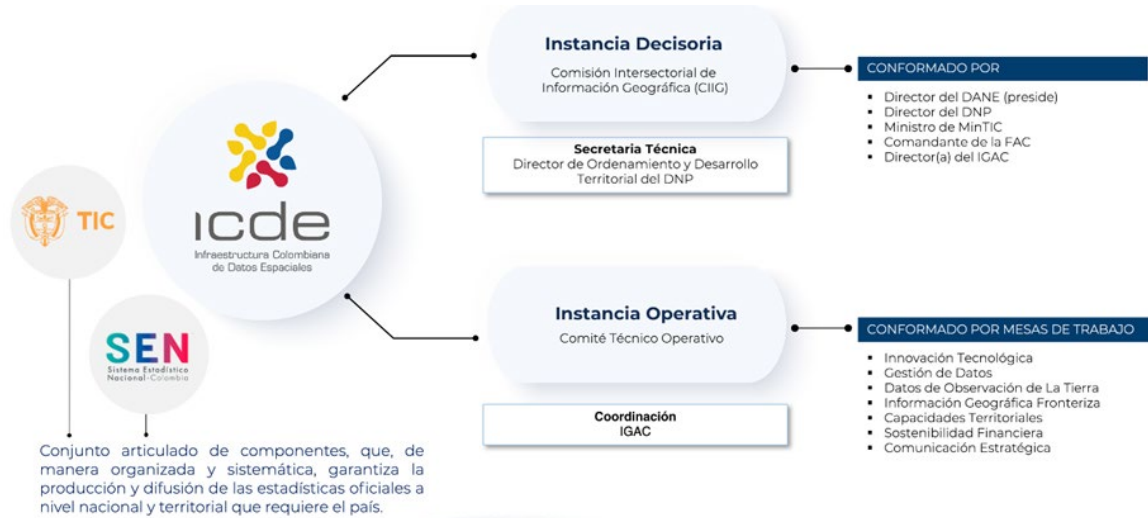 TIC
SEN
Sistema Estadístico
Nacional-Colombia
icde
Infraestructura Colombiana
de Datos Espaciales
Conjunto articulado de componentes, que, de
manera organizada y sistemática, garantiza la
producción y difusión de las estadísticas oficiales a
nivel nacional y territorial que requiere el país.
Instancia Decisoria
Comisión Intersectorial de
Información Geográfica (CIIG)
Secretaria Técnica
Director de Ordenamiento y Desarrollo
Territorial del DNP
CONFORMADO POR
▪ Director del DANE (preside)
▪ Director del DNP
▪ Ministro de MinTIC
▪ Comandante de la FAC
▪ Director(a) del IGAC
Instancia Operativa
Comité Técnico Operativo
Coordinación
IGAC
CONFORMADO POR MESAS DE TRABAJO
▪ Innovación Tecnológica
▪ Gestión de Datos
▪ Datos de Observación de La Tierra
▪ Información Geográfica Fronteriza
▪ Capacidades Territoriales
▪ Sostenibilidad Financiera
▪ Comunicación Estratégica